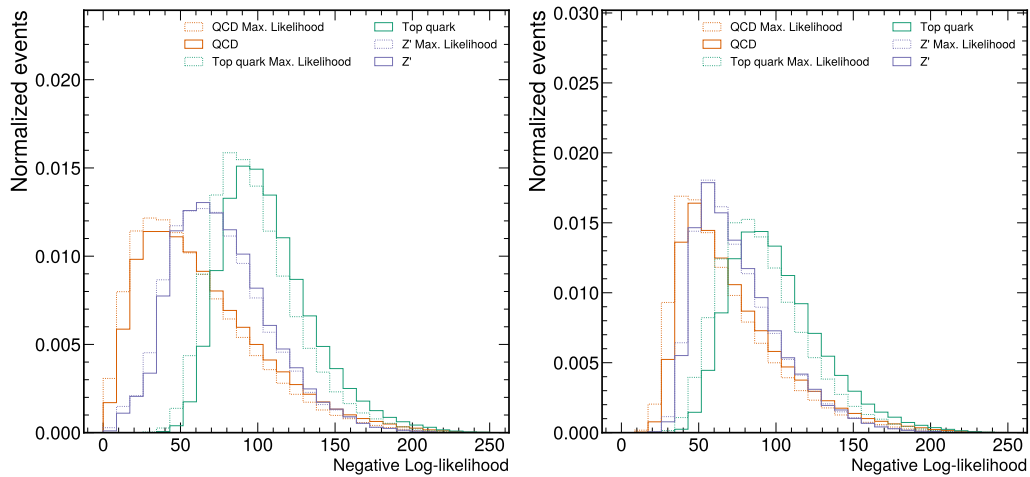 Normalized events
0.020
0.015
0.010
0.005
0.000
0 50 100 150 200 250
Negative Log-likelihood
QCD Max. Likelihood
QCD
Top quark Max. Likelihood
Top quark
Z' Max. Likelihood
Z'
Normalized events
0.030
0.025
0.020
0.015
0.010
0.005
0.000
0 50 100 150 200 250
Negative Log-likelihood
QCD Max. Likelihood
QCD
Top quark Max. Likelihood
Top quark
Z' Max. Likelihood
Z'